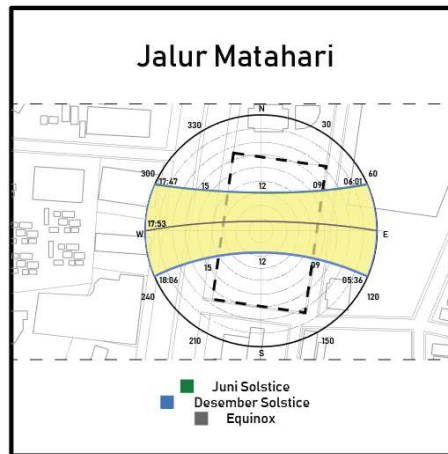 Jalur Matahari
N
330
30
300
60
17:47
15
12
09
06:01
17:53
W
E
15
12
09
18:06
05:36
240
120
210
150
S
Juni Solstice
Desember Solstice
Equinox